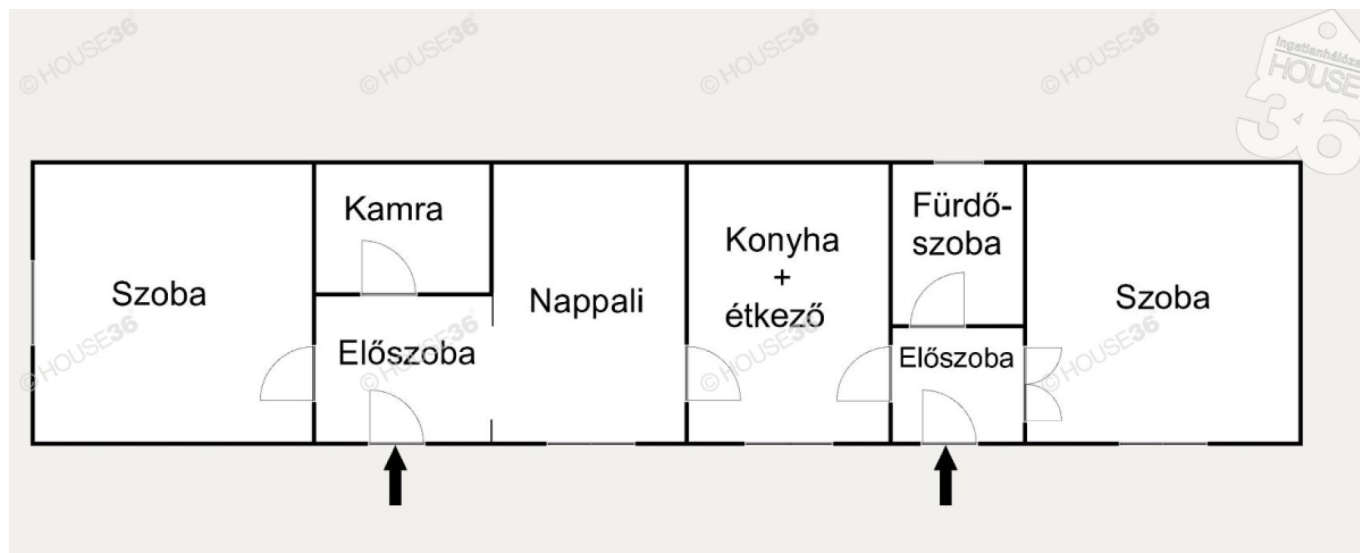 © HOUSE36
© HOUSE36
© HOUSE36
© HOUSE36
Ingatlanhálózat
HOUSE
36
Kamra
Fürdő-
szoba
Konyha
+
étkező
Szoba
Nappali
Szoba
Előszoba
Előszoba
© HOUSE36
© HOUSE36
© HOUSE36
© HOUSE36